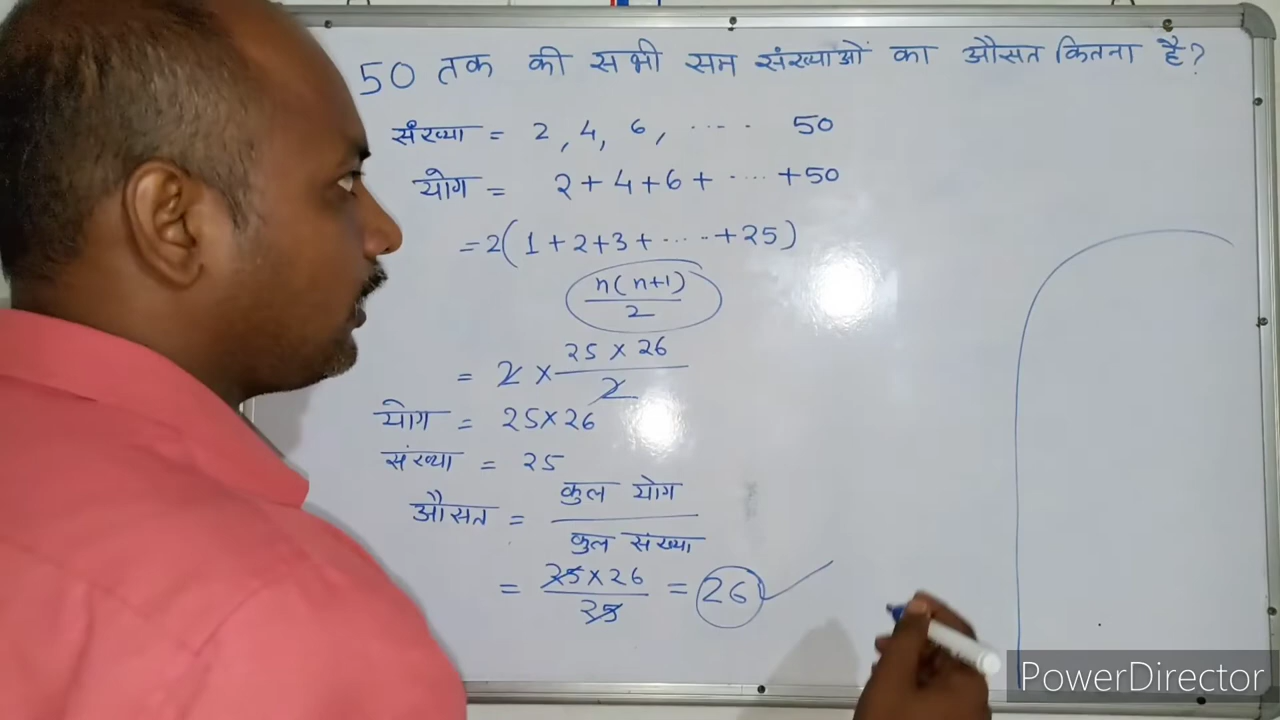 50 तक की सभी सम संख्याओं का औसत कितना है?
संख्या = 2, 4, 6, ..... 50
योग = 2+4+6+ ..... +50
=2(1+2+3+.....+25)
n(n+1)/2
= 2 × 25 × 26/2
योग = 25×26
संख्या = 25
औसत = कुल योग/कुल संख्या
= 25×26/25 = 26
PowerDirector